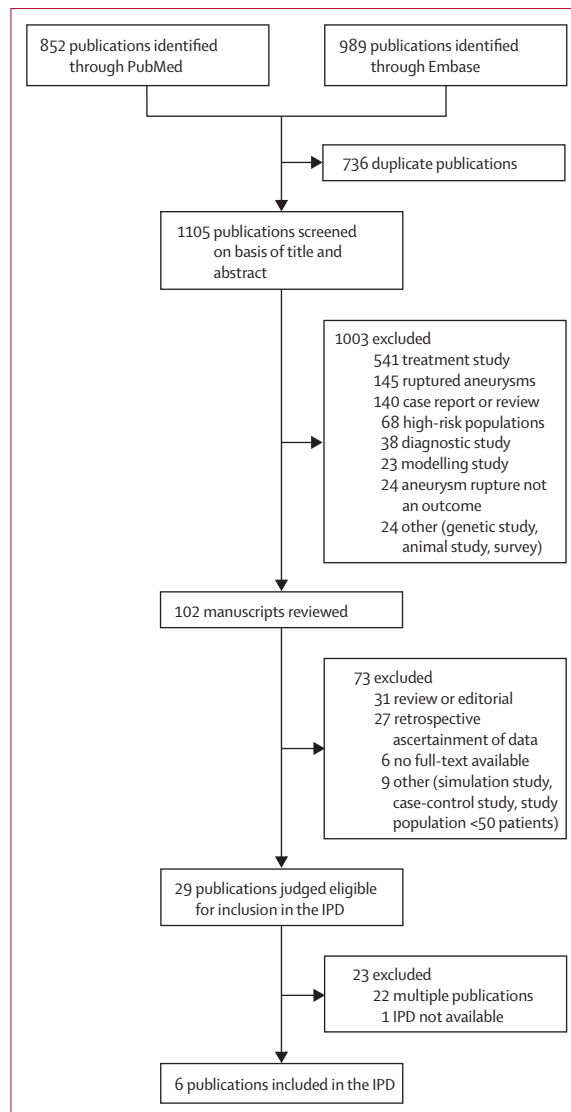 852 publications identified
through PubMed
989 publications identified
through Embase
736 duplicate publications
1105 publications screened
on basis of title and
abstract
1003 excluded
541 treatment study
145 ruptured aneurysms
140 case report or review
68 high-risk populations
38 diagnostic study
23 modelling study
24 aneurysm rupture not
an outcome
24 other (genetic study,
animal study, survey)
102 manuscripts reviewed
73 excluded
31 review or editorial
27 retrospective
ascertainment of data
6 no full-text available
9 other (simulation study,
case-control study, study
population <50 patients)
29 publications judged eligible
for inclusion in the IPD
23 excluded
22 multiple publications
1 IPD not available
6 publications included in the IPD